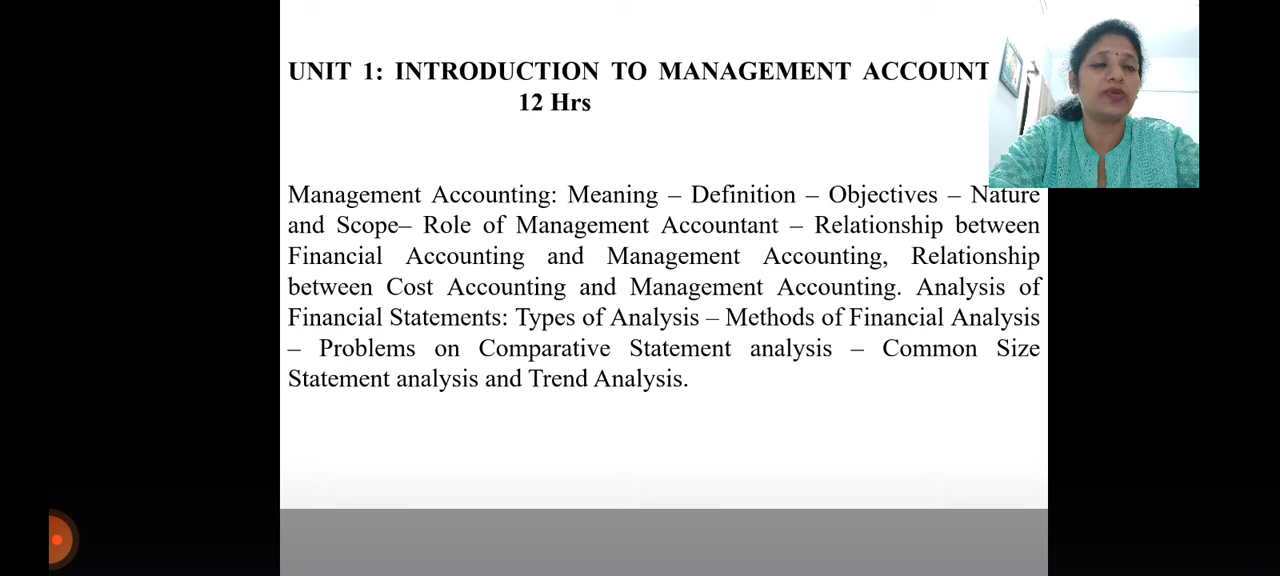 UNIT 1: INTRODUCTION TO MANAGEMENT ACCOUNT
12 Hrs
Management Accounting: Meaning – Definition – Objectives – Nature
and Scope– Role of Management Accountant – Relationship between
Financial Accounting and Management Accounting, Relationship
between Cost Accounting and Management Accounting. Analysis of
Financial Statements: Types of Analysis – Methods of Financial Analysis
– Problems on Comparative Statement analysis – Common Size
Statement analysis and Trend Analysis.